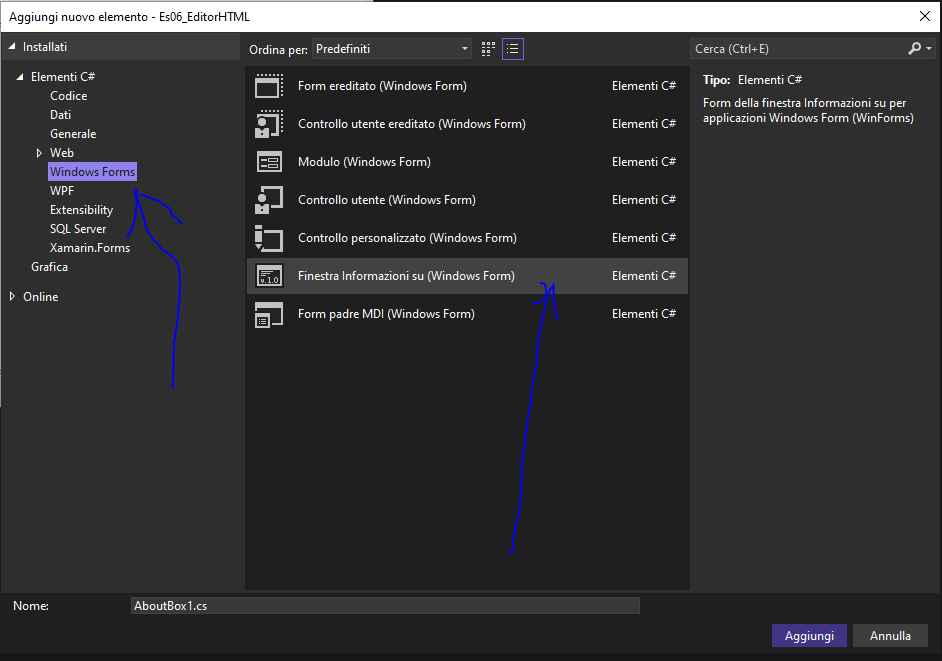 Aggiungi nuovo elemento - Es06_EditorHTML
Installati
Ordina per: Predefiniti
Cerca (Ctrl+E)
Elementi C#
Codice
Dati
Generale
Web
Windows Forms
WPF
Extensibility
SQL Server
Xamarin.Forms
Grafica
Online
Form ereditato (Windows Form) Elementi C#
Controllo utente ereditato (Windows Form) Elementi C#
Modulo (Windows Form) Elementi C#
Controllo utente (Windows Form) Elementi C#
Controllo personalizzato (Windows Form) Elementi C#
v.1.0
Finestra Informazioni su (Windows Form) Elementi C#
Form padre MDI (Windows Form) Elementi C#
Tipo: Elementi C#
Form della finestra Informazioni su per
applicazioni Windows Form (WinForms)
Nome: AboutBox1.cs
Aggiungi Annulla